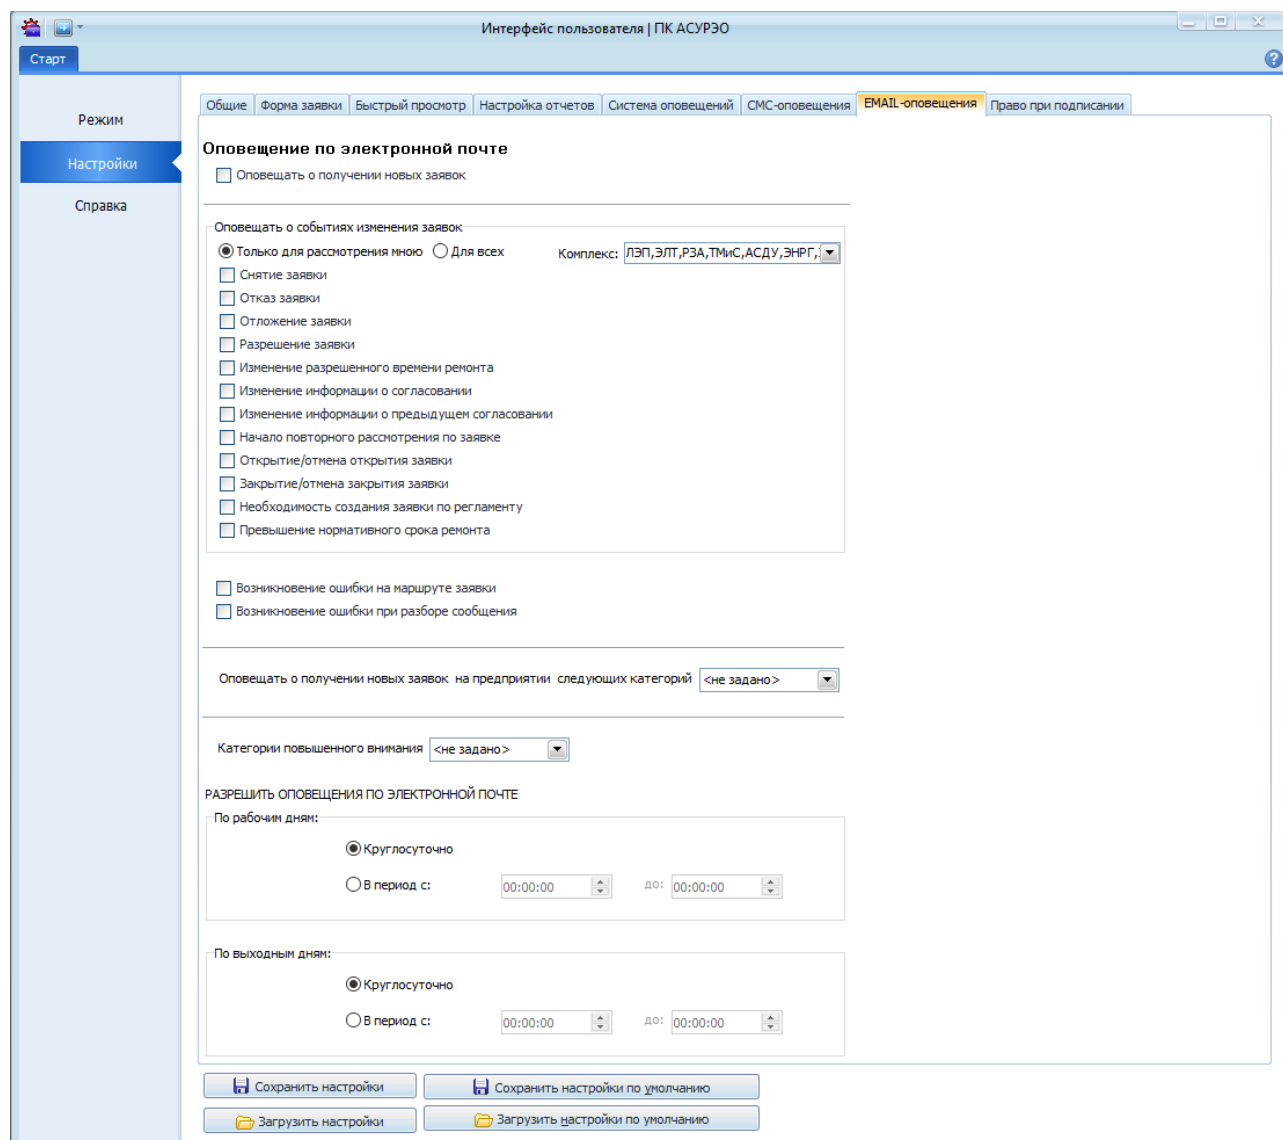 Интерфейс пользователя | ПК АСУРЭО
Старт
Режим
Настройки
Справка
Общие Форма заявки Быстрый просмотр Настройка отчетов Система оповещений СМС-оповещения EMAIL-оповещения Право при подписании
Оповещение по электронной почте
Оповещать о получении новых заявок
Оповещать о событиях изменения заявок
Только для рассмотрения мною Для всех Комплекс: ЛЭП,ЭЛТ,РЗА,ТМиС,АСДУ,ЭНРГ,
Снятие заявки
Отказ заявки
Отложение заявки
Разрешение заявки
Изменение разрешенного времени ремонта
Изменение информации о согласовании
Изменение информации о предыдущем согласовании
Начало повторного рассмотрения по заявке
Открытие/отмена открытия заявки
Закрытие/отмена закрытия заявки
Необходимость создания заявки по регламенту
Превышение нормативного срока ремонта
Возникновение ошибки на маршруте заявки
Возникновение ошибки при разборе сообщения
Оповещать о получении новых заявок на предприятии следующих категорий <не задано>
Категории повышенного внимания <не задано>
РАЗРЕШИТЬ ОПОВЕЩЕНИЯ ПО ЭЛЕКТРОННОЙ ПОЧТЕ
По рабочим дням:
Круглосуточно
В период с: 00:00:00 до: 00:00:00
По выходным дням:
Круглосуточно
В период с: 00:00:00 до: 00:00:00
Сохранить настройки Сохранить настройки по умолчанию
Загрузить настройки Загрузить настройки по умолчанию